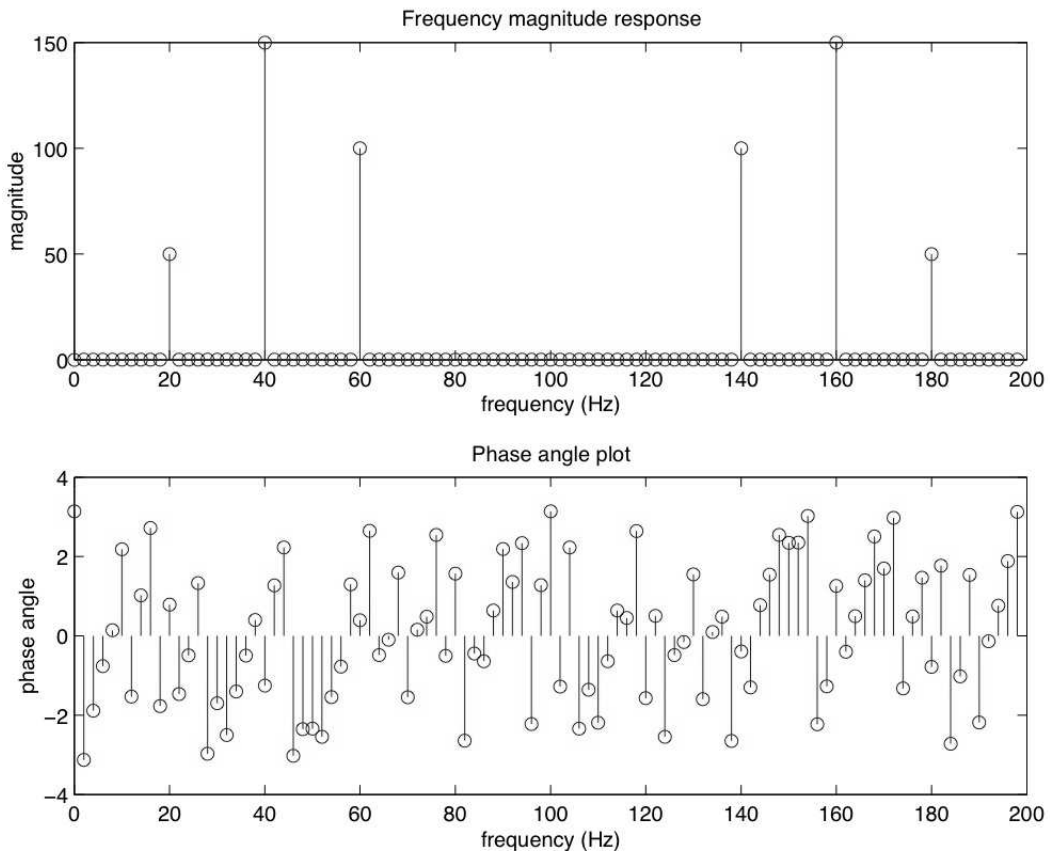 Frequency magnitude response
150
100
50
0
magnitude
0 20 40 60 80 100 120 140 160 180 200
frequency (Hz)
Phase angle plot
4
2
0
−2
−4
phase angle
0 20 40 60 80 100 120 140 160 180 200
frequency (Hz)